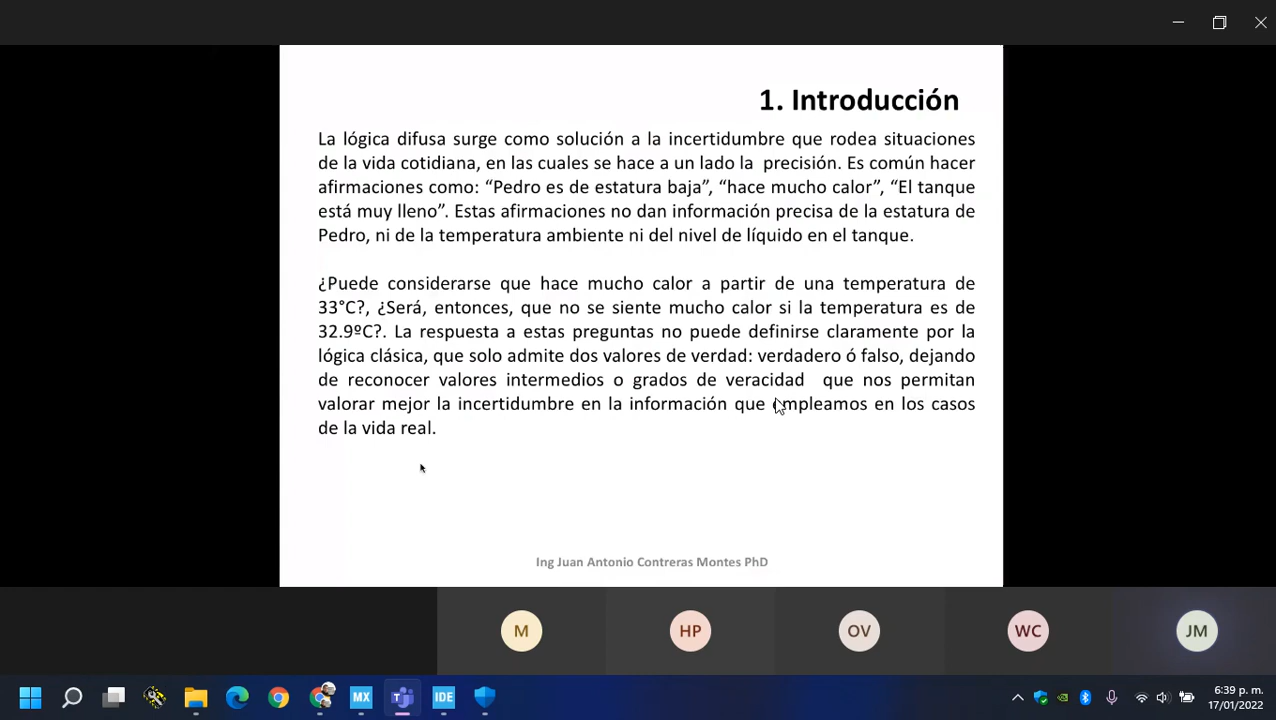 1. Introducción
La lógica difusa surge como solución a la incertidumbre que rodea situaciones
de la vida cotidiana, en las cuales se hace a un lado la precisión. Es común hacer
afirmaciones como: “Pedro es de estatura baja”, “hace mucho calor”, “El tanque
está muy lleno”. Estas afirmaciones no dan información precisa de la estatura de
Pedro, ni de la temperatura ambiente ni del nivel de líquido en el tanque.
¿Puede considerarse que hace mucho calor a partir de una temperatura de
33°C?, ¿Será, entonces, que no se siente mucho calor si la temperatura es de
32.9ºC?. La respuesta a estas preguntas no puede definirse claramente por la
lógica clásica, que solo admite dos valores de verdad: verdadero ó falso, dejando
de reconocer valores intermedios o grados de veracidad que nos permitan
valorar mejor la incertidumbre en la información que empleamos en los casos
de la vida real.
Ing Juan Antonio Contreras Montes PhD
M HP OV WC JM
MX IDE
6:39 p. m.
17/01/2022